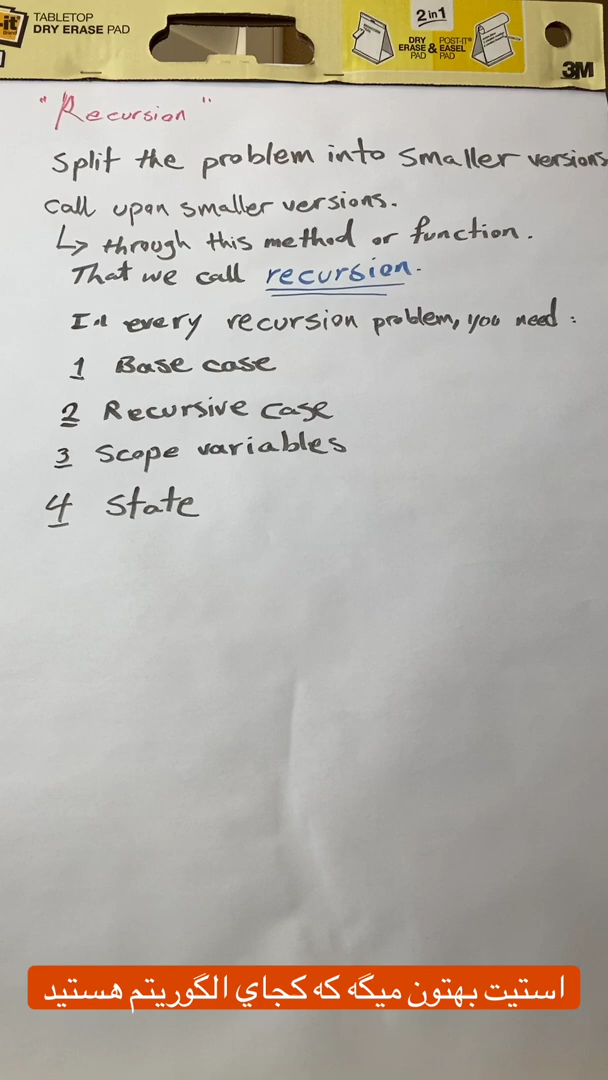 -it
Brand
TABLETOP
DRY ERASE PAD
2 in 1
DRY ERASE PAD & POST-IT® EASEL PAD
3M
"Recursion"
Split the problem into smaller versions
call upon smaller versions.
↳ through this method or function.
That we call recursion.
In every recursion problem, you need :
1 Base case
2 Recursive case
3 Scope variables
4 State
استیت بهتون میگه که کجاي الگوریتم هستید